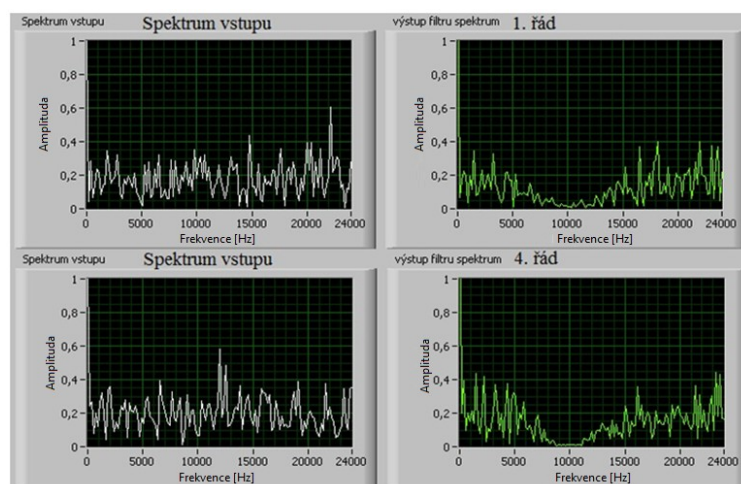 Spektrum vstupu Spektrum vstupu
výstup filtru spektrum 1. řád
1
0,8
0,6
0,4
0,2
0
Amplituda
0 5000 10000 15000 20000 24000
Frekvence [Hz]
1
0,8
0,6
0,4
0,2
0
Amplituda
0 5000 10000 15000 20000 24000
Frekvence [Hz]
Spektrum vstupu Spektrum vstupu
výstup filtru spektrum 4. řád
1
0,8
0,6
0,4
0,2
0
Amplituda
0 5000 10000 15000 20000 24000
Frekvence [Hz]
1
0,8
0,6
0,4
0,2
0
Amplituda
0 5000 10000 15000 20000 24000
Frekvence [Hz]